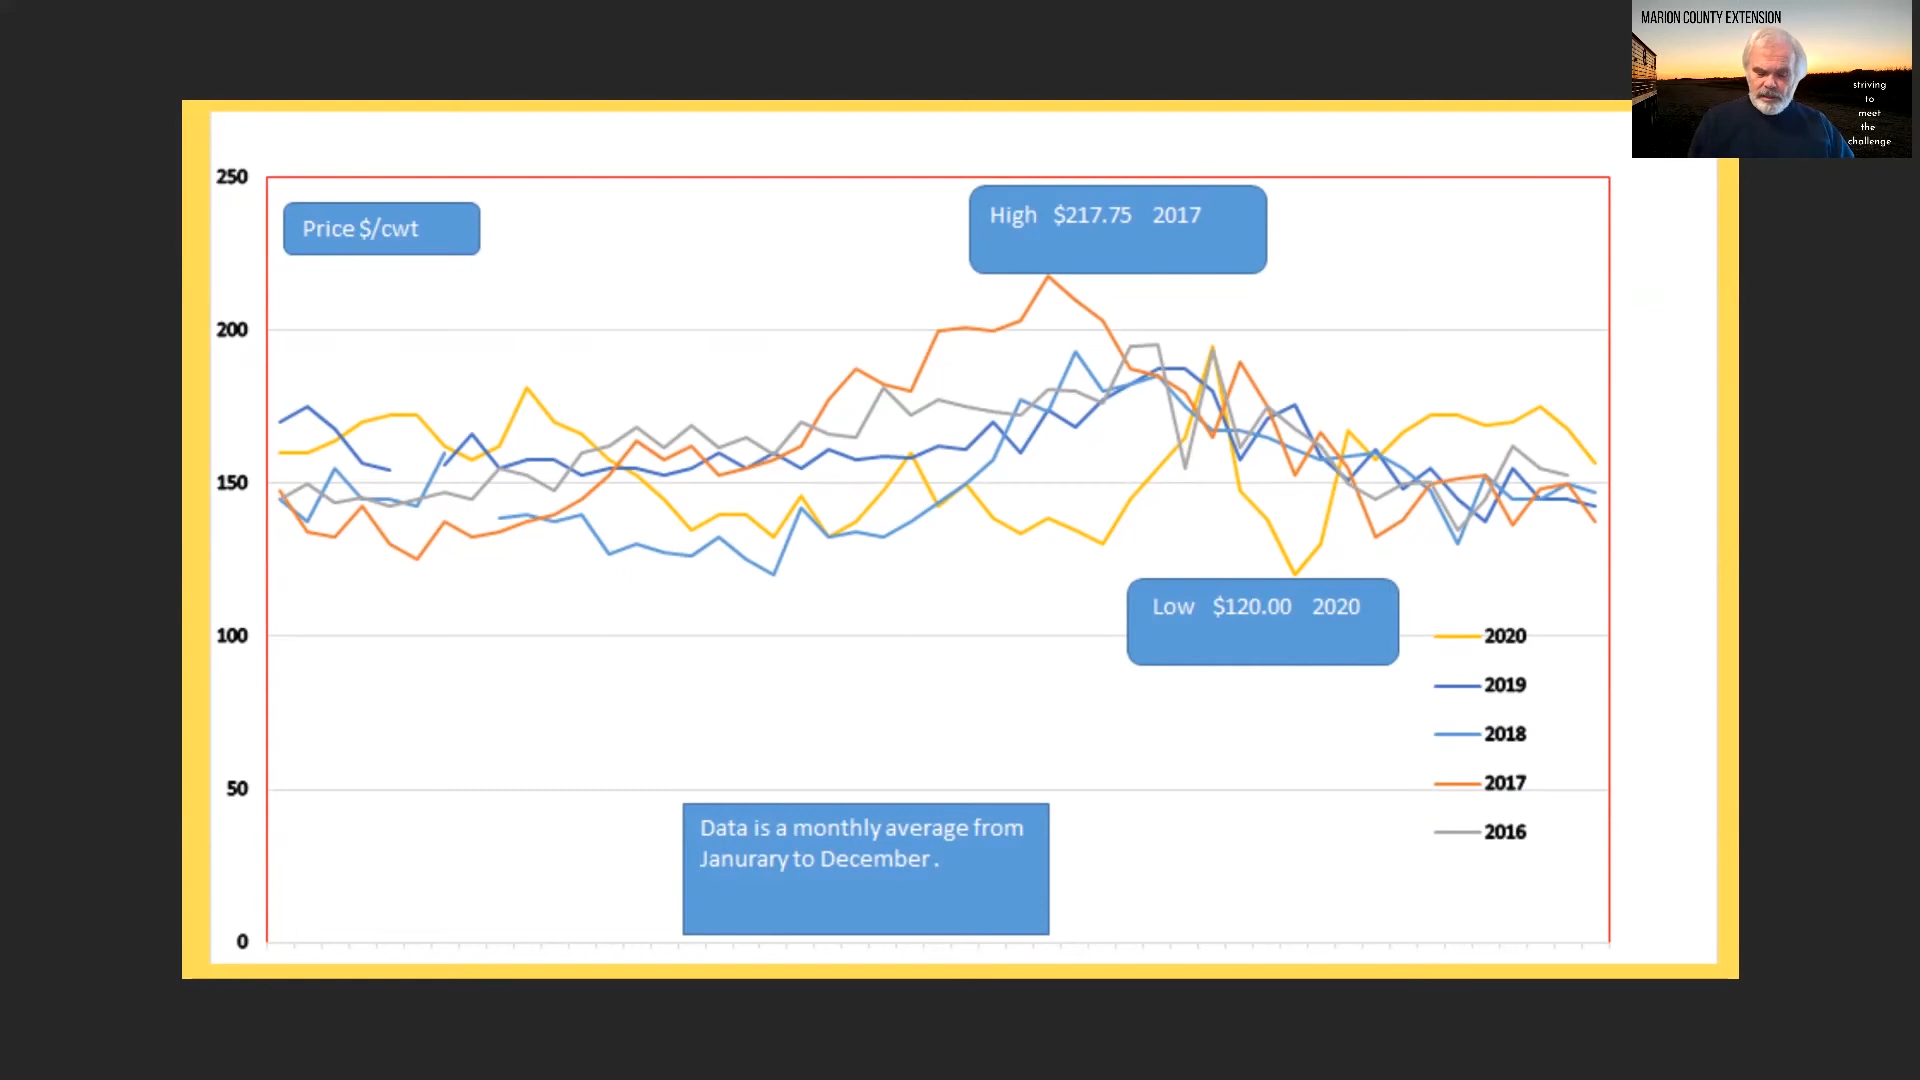 MARION COUNTY EXTENSION
striving
to
meet
the
challenge
250
Price $/cwt
High $217.75 2017
200
150
Low $120.00 2020
100
2020
2019
2018
50
2017
Data is a monthly average from
Janurary to December.
2016
0